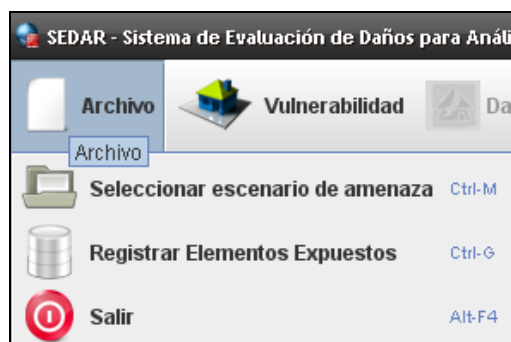 SEDAR - Sistema de Evaluación de Daños para Análi
Archivo Vulnerabilidad Da
Archivo
Seleccionar escenario de amenaza Ctrl-M
Registrar Elementos Expuestos Ctrl-G
Salir Alt-F4